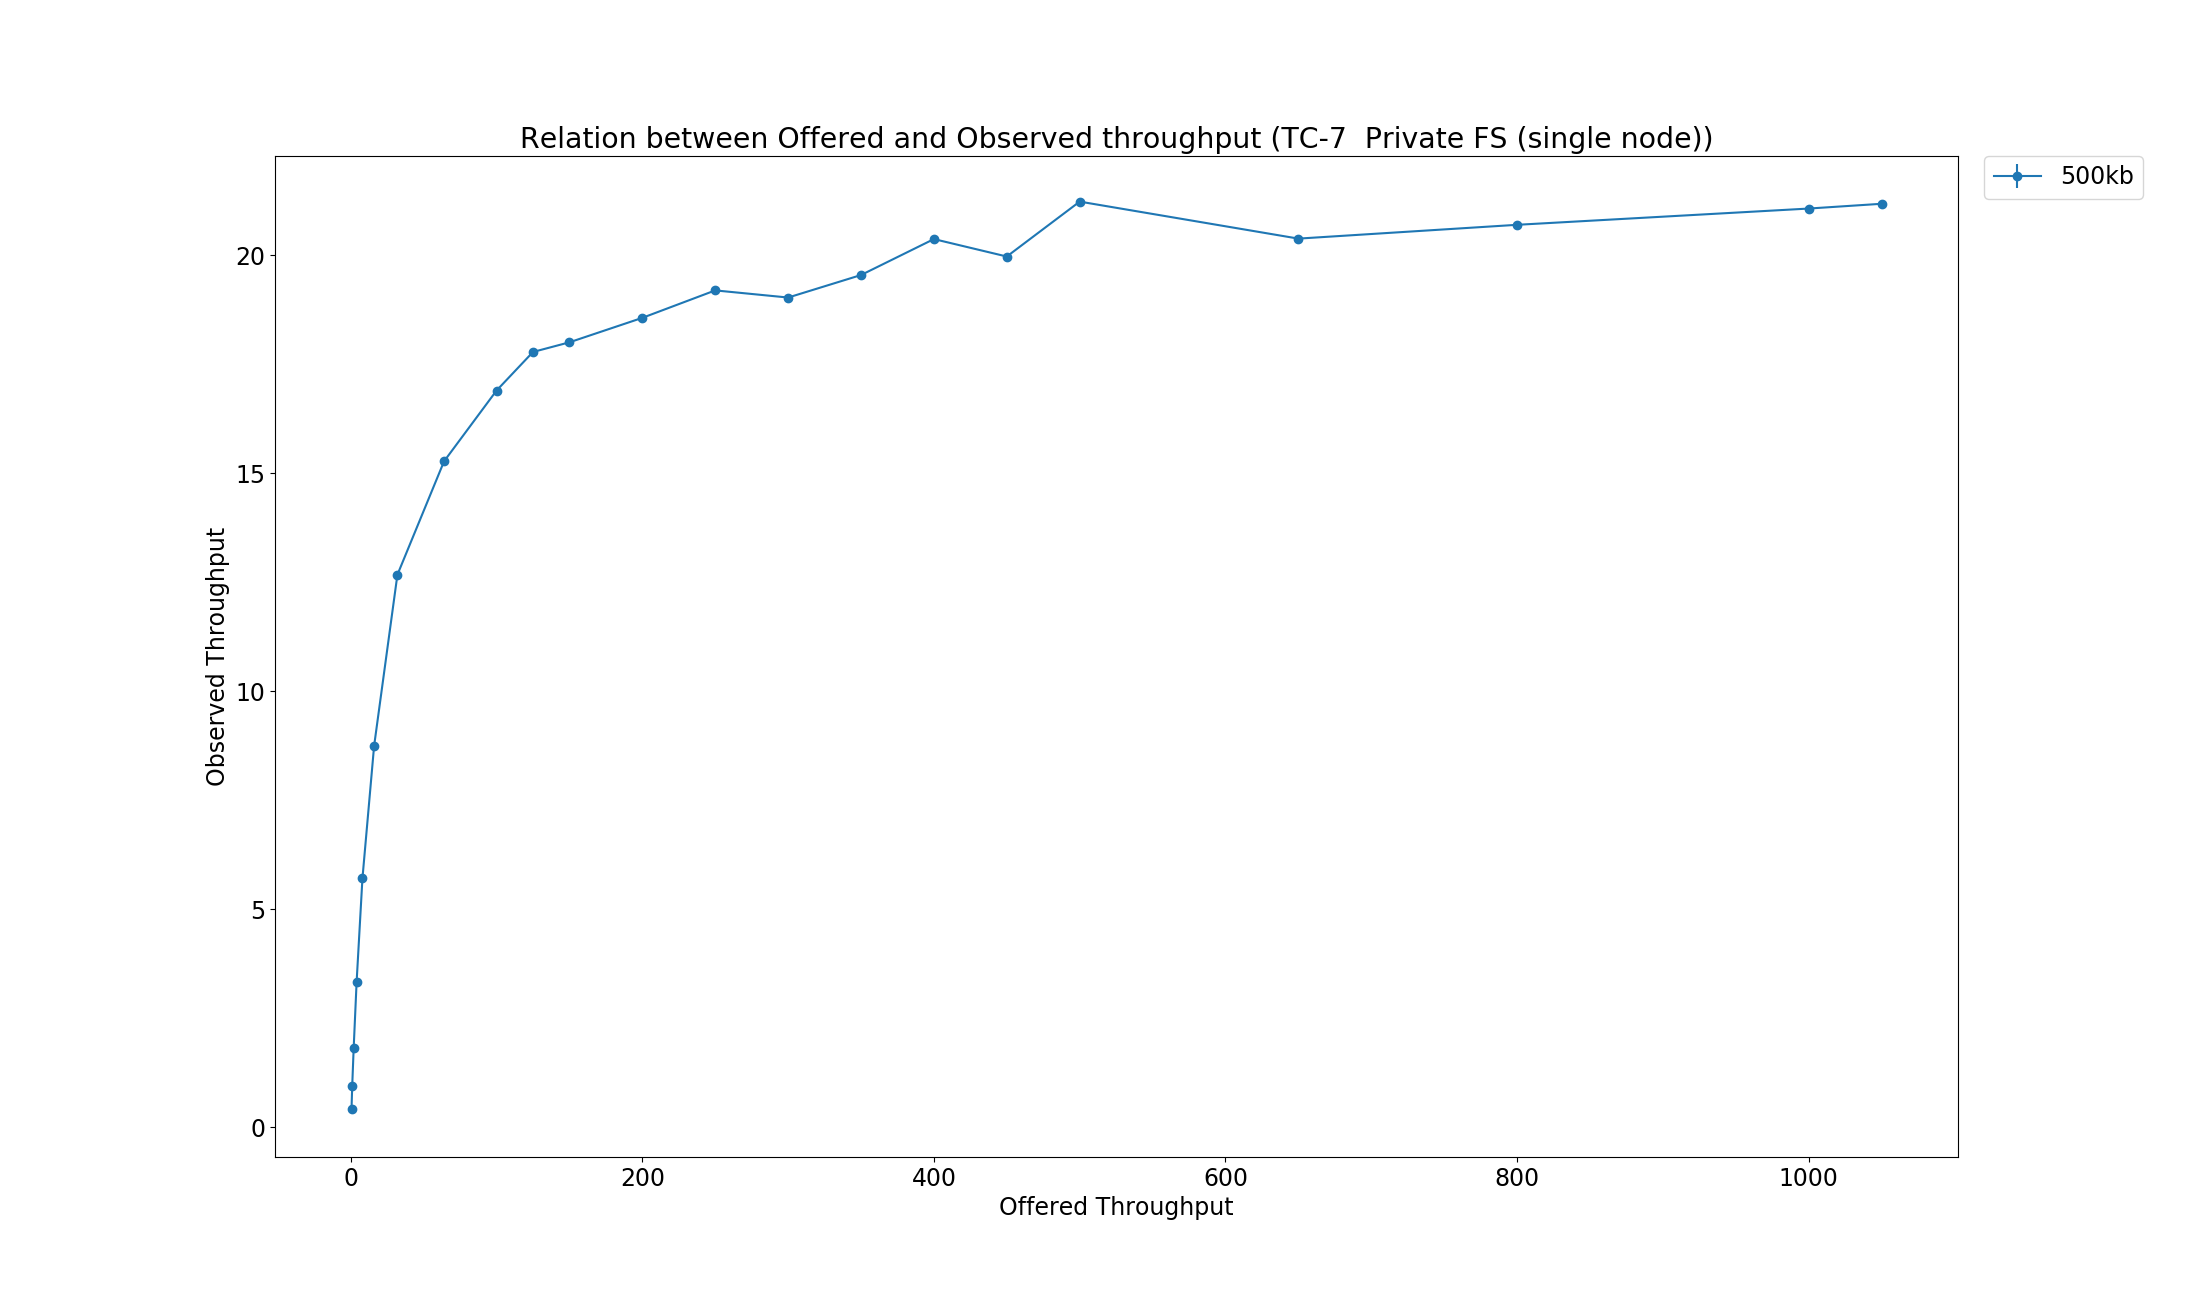 Relation between Offered and Observed throughput (TC-7  Private FS (single node))
500kb
20
15
10
5
0
Observed Throughput
0 200 400 600 800 1000
Offered Throughput